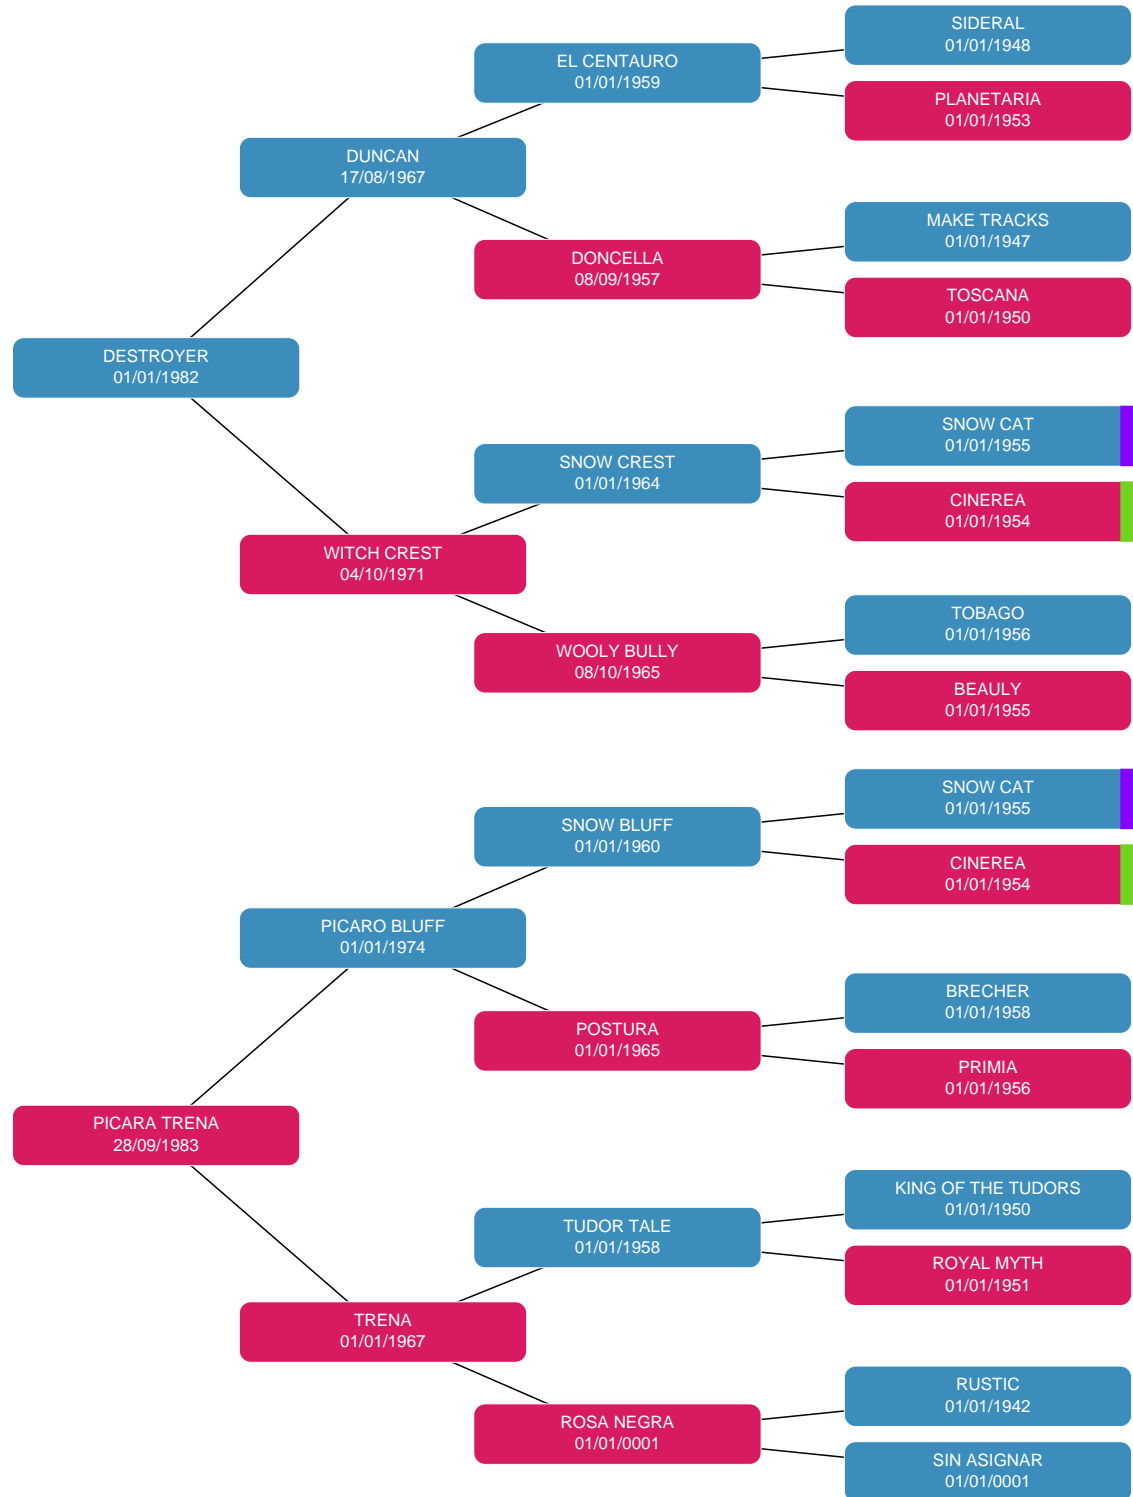 SIDERAL
01/01/1948
EL CENTAURO
01/01/1959
PLANETARIA
01/01/1953
DUNCAN
17/08/1967
MAKE TRACKS
01/01/1947
DONCELLA
08/09/1957
TOSCANA
01/01/1950
DESTROYER
01/01/1982
SNOW CAT
01/01/1955
SNOW CREST
01/01/1964
CINEREA
01/01/1954
WITCH CREST
04/10/1971
TOBAGO
01/01/1956
WOOLY BULLY
08/10/1965
BEAULY
01/01/1955
SNOW CAT
01/01/1955
SNOW BLUFF
01/01/1960
CINEREA
01/01/1954
PICARO BLUFF
01/01/1974
BRECHER
01/01/1958
POSTURA
01/01/1965
PRIMIA
01/01/1956
PICARA TRENA
28/09/1983
KING OF THE TUDORS
01/01/1950
TUDOR TALE
01/01/1958
ROYAL MYTH
01/01/1951
TRENA
01/01/1967
RUSTIC
01/01/1942
ROSA NEGRA
01/01/0001
SIN ASIGNAR
01/01/0001